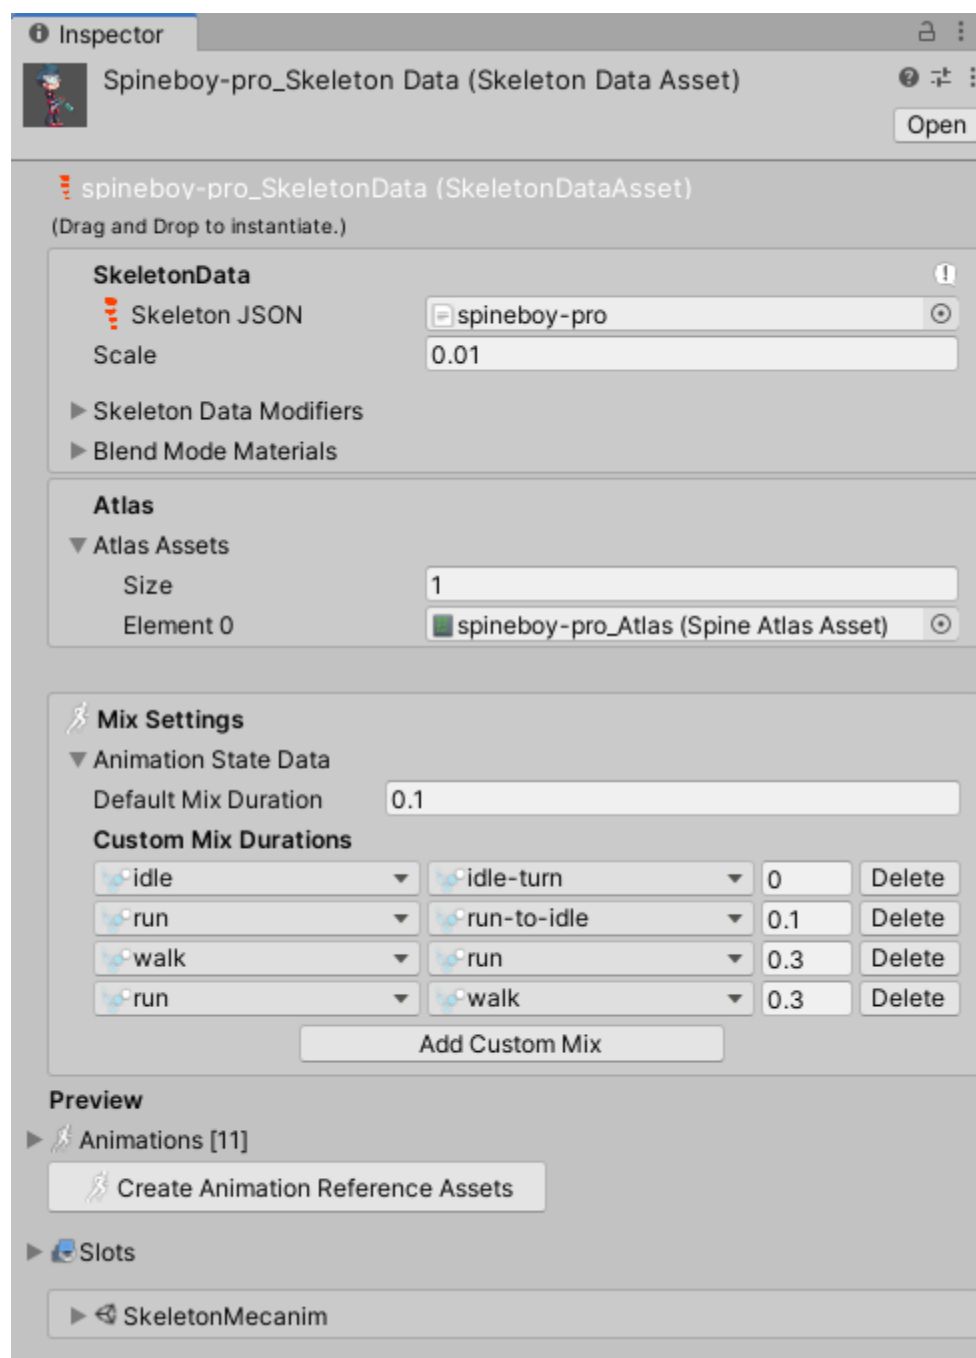 Inspector
Spineboy-pro_Skeleton Data (Skeleton Data Asset)
Open
spineboy-pro_SkeletonData (SkeletonDataAsset)
(Drag and Drop to instantiate.)
SkeletonData
Skeleton JSON spineboy-pro
Scale 0.01
Skeleton Data Modifiers
Blend Mode Materials
Atlas
Atlas Assets
Size 1
Element 0 spineboy-pro_Atlas (Spine Atlas Asset)
Mix Settings
Animation State Data
Default Mix Duration 0.1
Custom Mix Durations
idle idle-turn 0 Delete
run run-to-idle 0.1 Delete
walk run 0.3 Delete
run walk 0.3 Delete
Add Custom Mix
Preview
Animations [11]
Create Animation Reference Assets
Slots
SkeletonMecanim